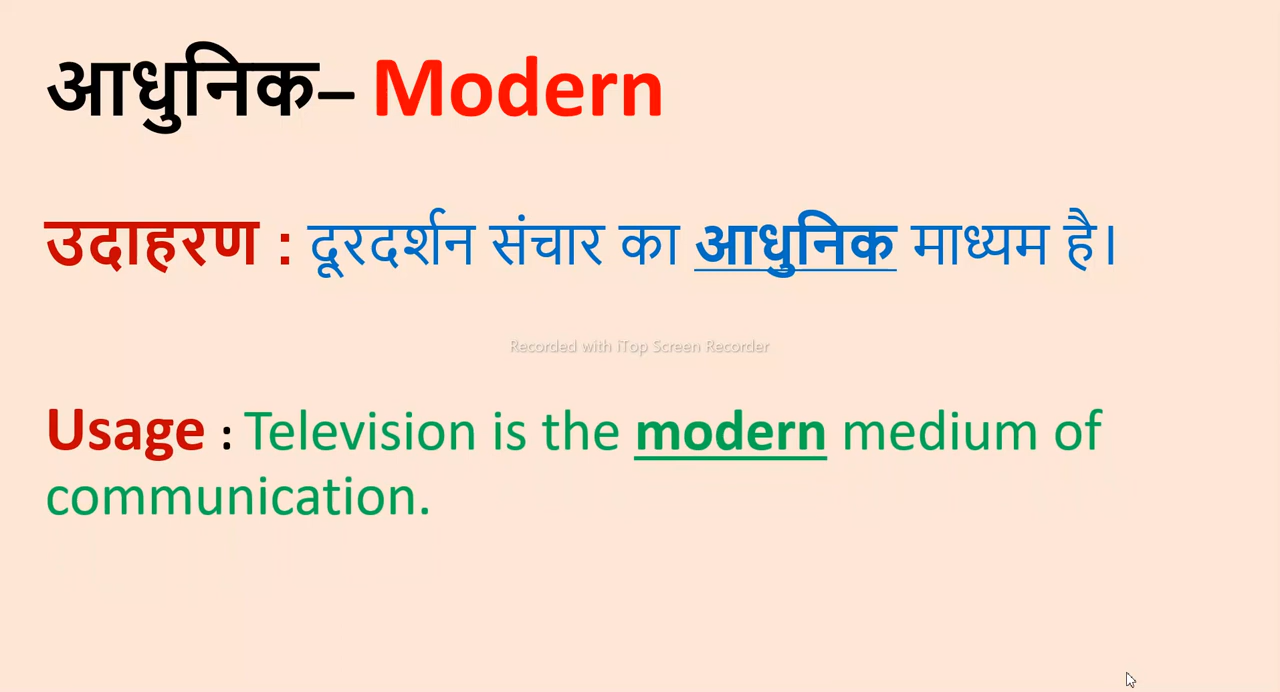 आधुनिक– Modern
उदाहरण : दूरदर्शन संचार का आधुनिक माध्यम है।
Recorded with iTop Screen Recorder
Usage : Television is the modern medium of
communication.